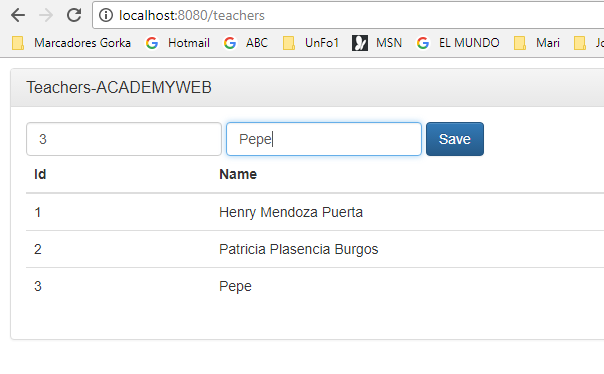 localhost:8080/teachers
Marcadores Gorka Hotmail ABC UnFo1 MSN EL MUNDO Mari
Teachers-ACADEMYWEB
3 Pepe Save
Id Name
1 Henry Mendoza Puerta
2 Patricia Plasencia Burgos
3 Pepe